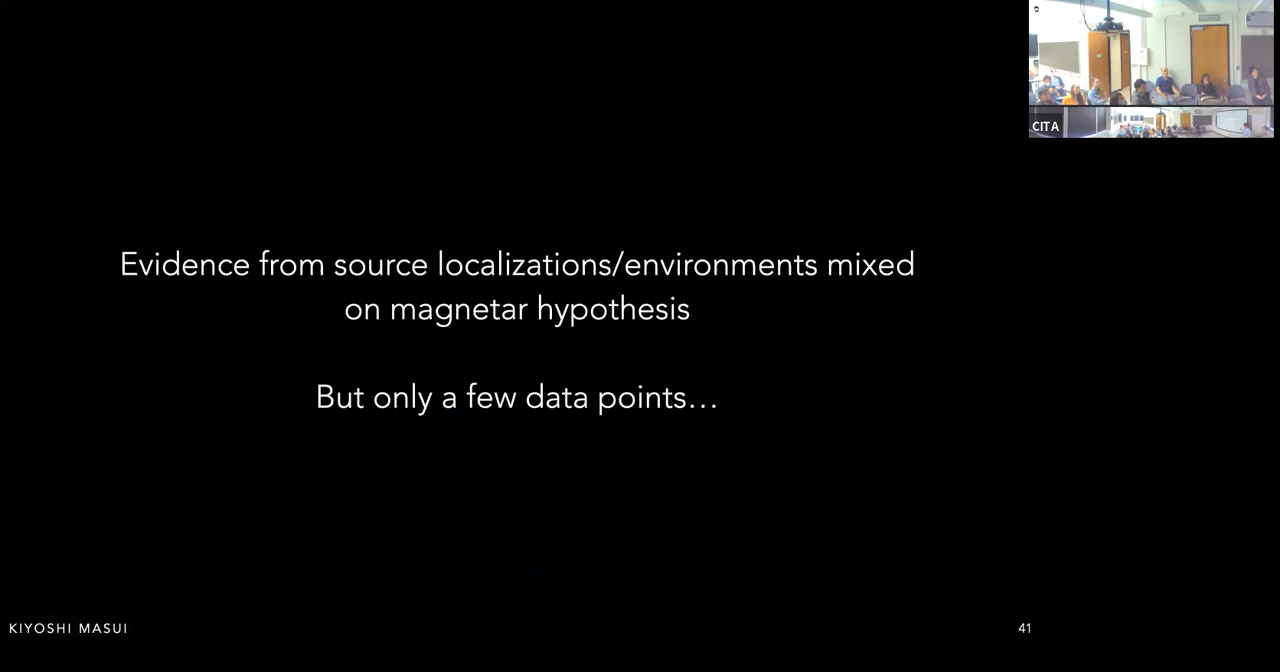 CITA
Evidence from source localizations/environments mixed
on magnetar hypothesis
But only a few data points…
KIYOSHI MASUI
41